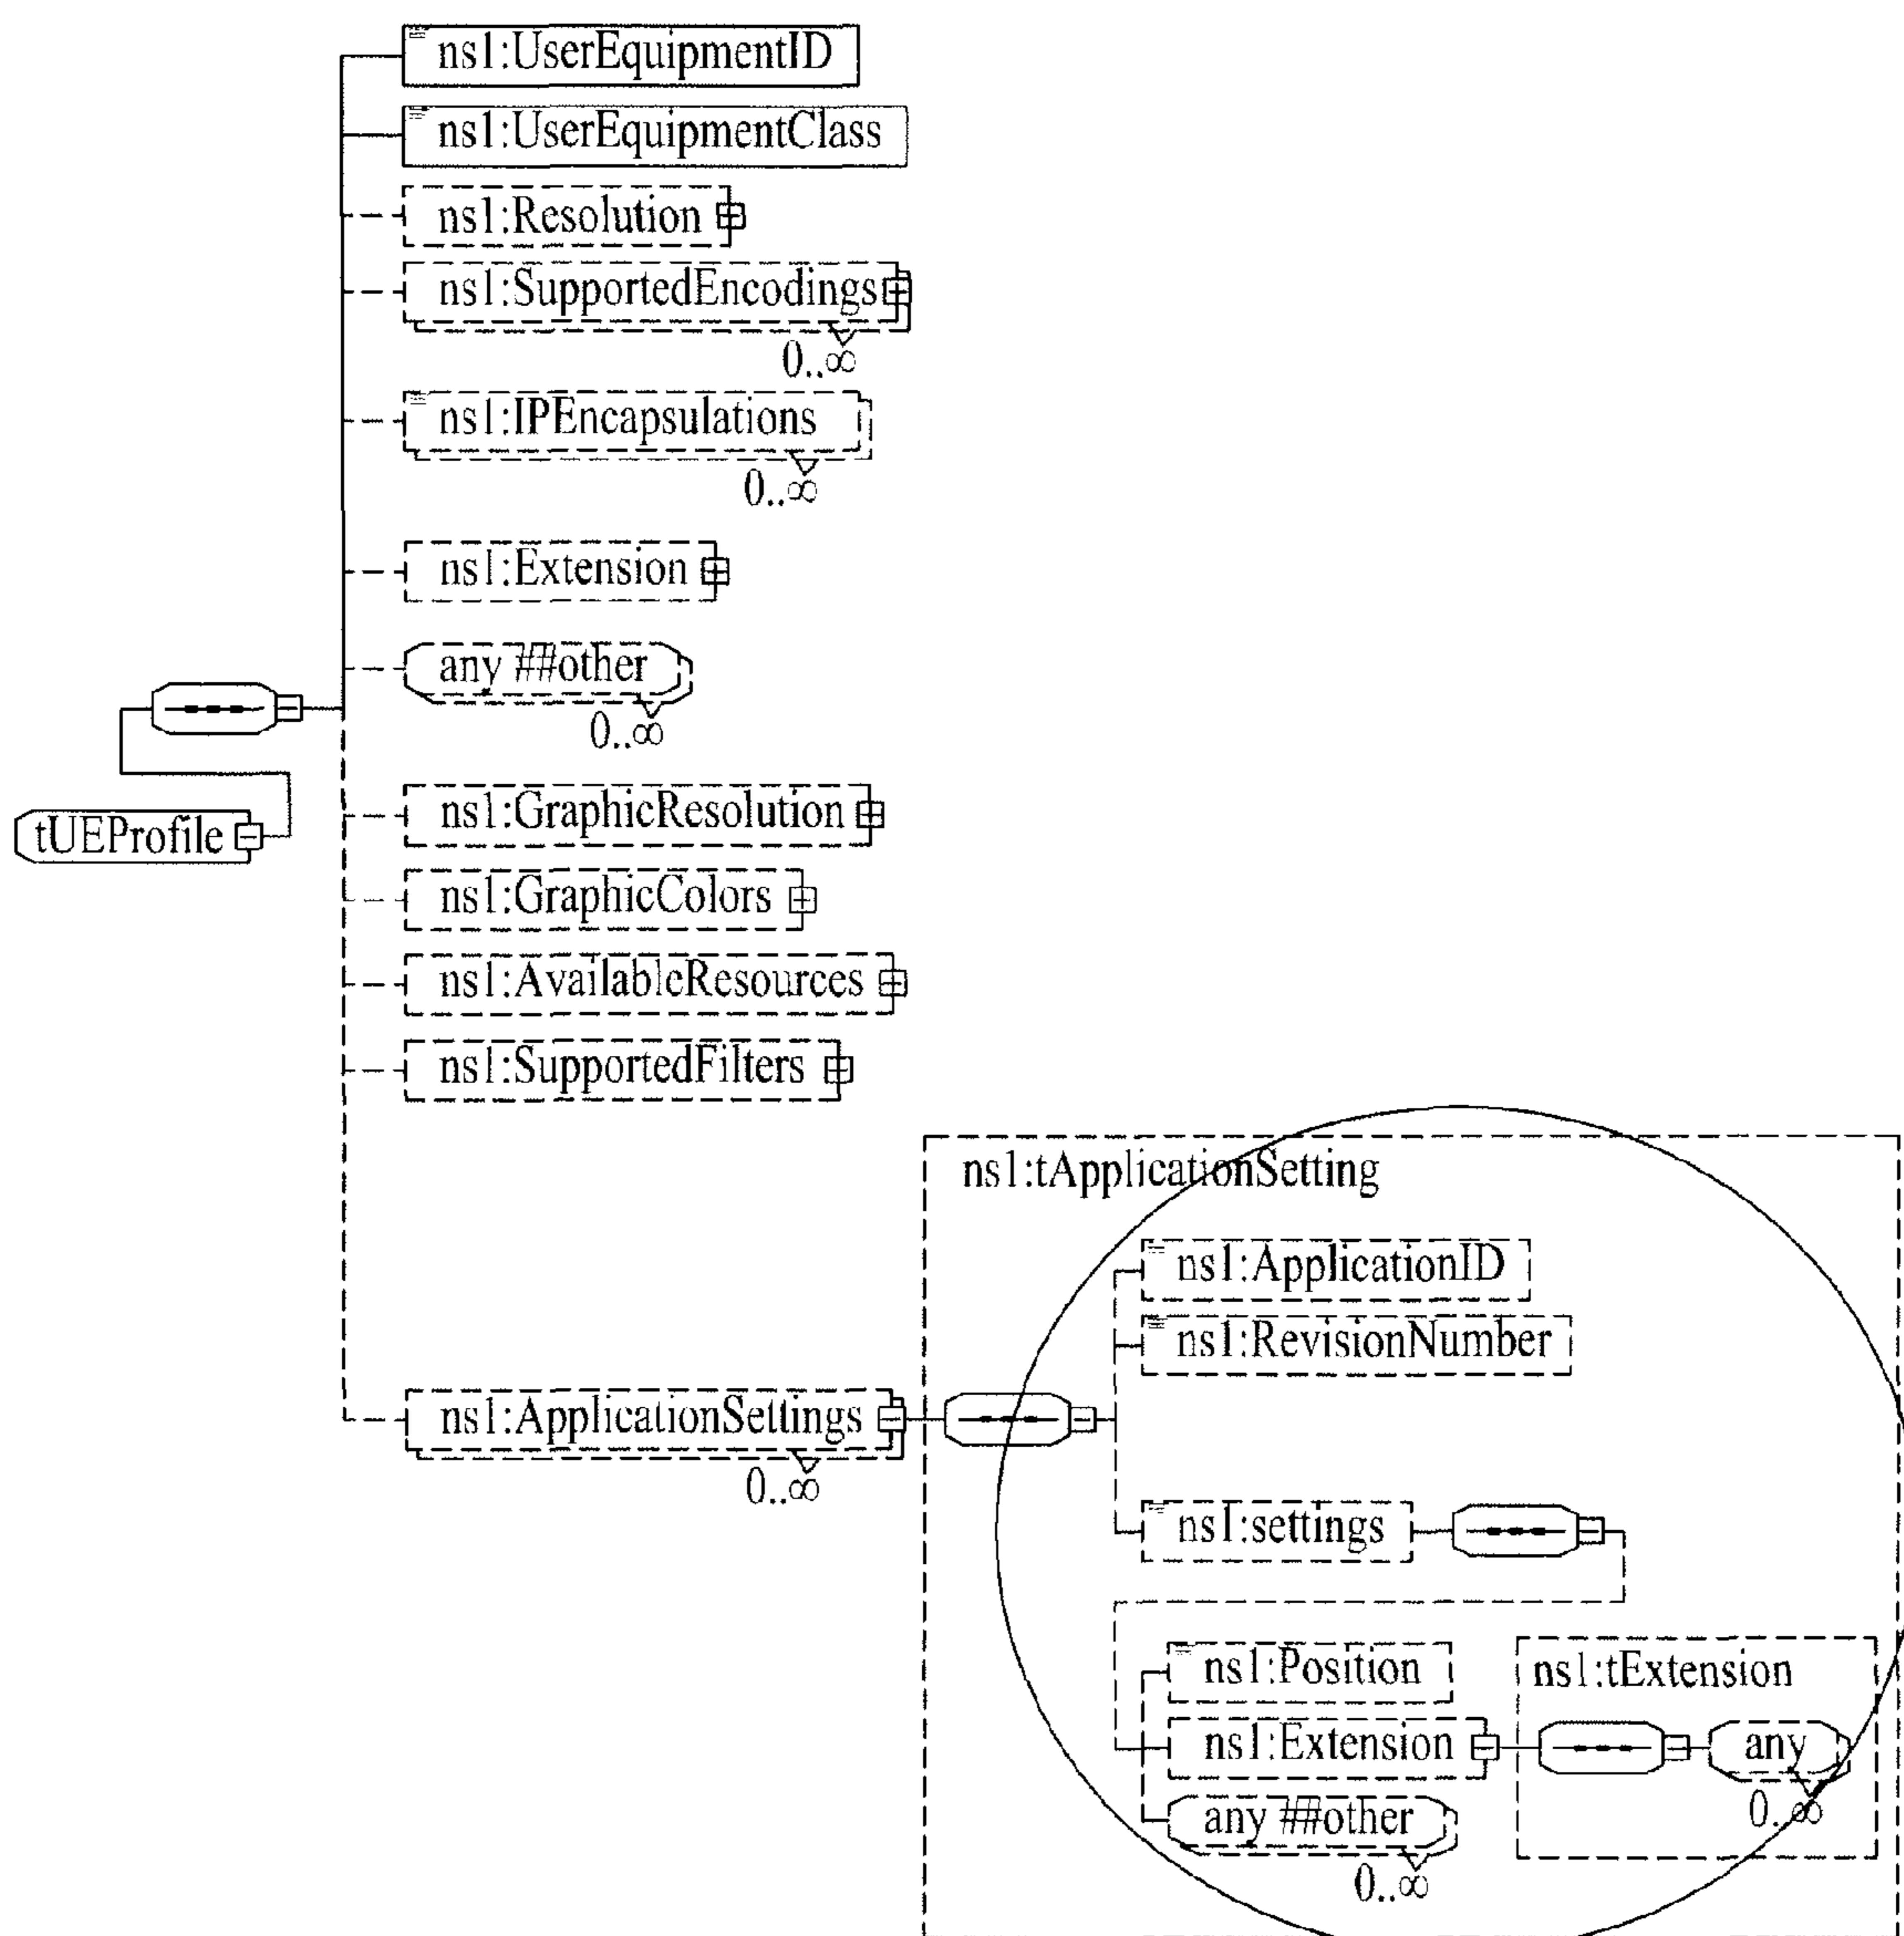 ns1:UserEquipmentID
ns1:UserEquipmentClass
ns1:Resolution
ns1:SupportedEncodings
0..∞
ns1:IPEncapsulations
0..∞
ns1:Extension
any ##other
0..∞
tUEProfile
ns1:GraphicResolution
ns1:GraphicColors
ns1:AvailableResources
ns1:SupportedFilters
ns1:ApplicationSettings
0..∞
ns1:tApplicationSetting
ns1:ApplicationID
ns1:RevisionNumber
ns1:settings
ns1:Position
ns1:Extension
any ##other
0..∞
ns1:tExtension
any
0..∞